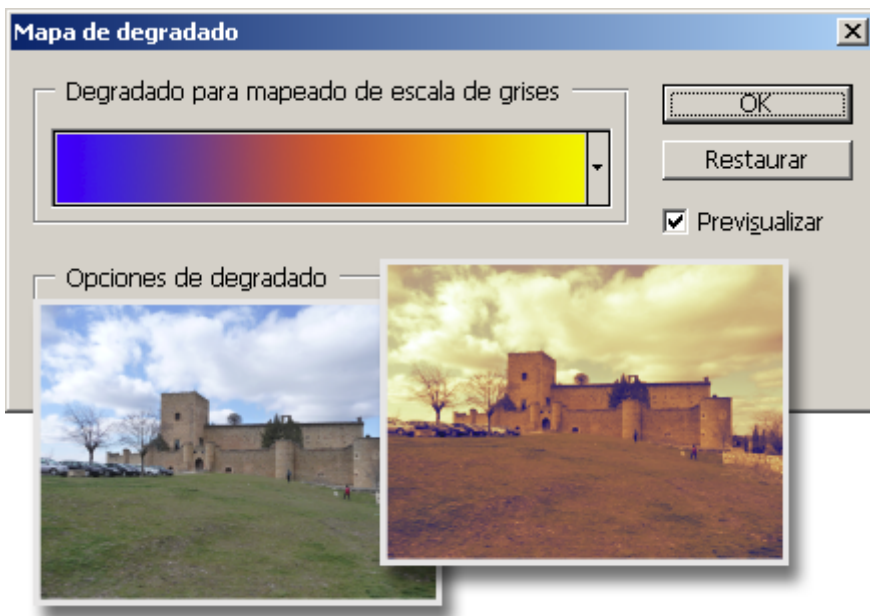 Mapa de degradado
Degradado para mapeado de escala de grises
OK
Restaurar
Previsualizar
Opciones de degradado